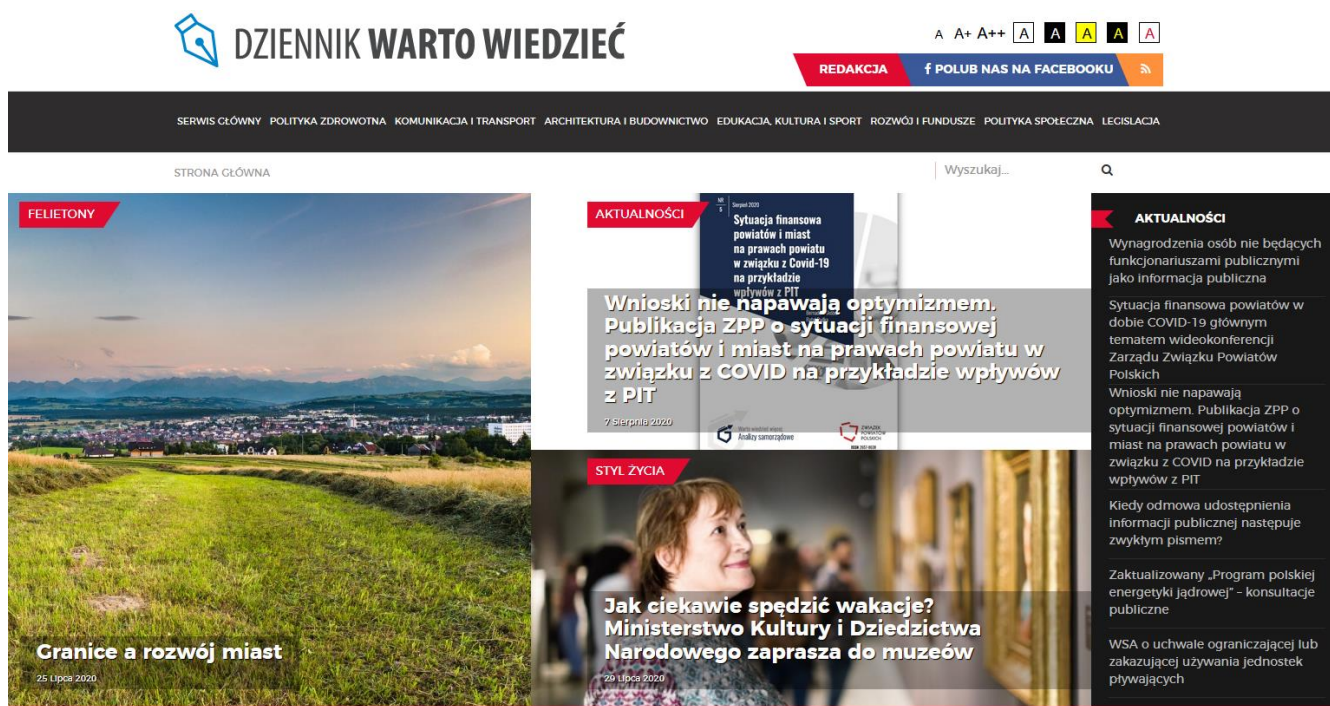 DZIENNIK WARTO WIEDZIEĆ
A A+ A++ A A A A A
REDAKCJA
f POLUB NAS NA FACEBOOKU
SERWIS GŁÓWNY POLITYKA ZDROWOTNA KOMUNIKACJA I TRANSPORT ARCHITEKTURA I BUDOWNICTWO EDUKACJA, KULTURA I SPORT ROZWÓJ I FUNDUSZE POLITYKA SPOŁECZNA LEGISLACJA
STRONA GŁÓWNA
Wyszukaj...
FELIETONY
Granice a rozwój miast
25 Lipca 2020
AKTUALNOŚCI
NR
5
Sierpień 2020
Sytuacja finansowa
powiatów i miast
na prawach powiatu
w związku z Covid-19
na przykładzie
wpływów z PIT
Wnioski nie napawają optymizmem.
Publikacja ZPP o sytuacji finansowej
powiatów i miast na prawach powiatu w
związku z COVID na przykładzie wpływów
z PIT
7 Sierpnia 2020
Warto wiedzieć więcej
Analizy samorządowe
ZWIĄZEK
POWIATÓW
POLSKICH
STYL ŻYCIA
Jak ciekawie spędzić wakacje?
Ministerstwo Kultury i Dziedzictwa
Narodowego zaprasza do muzeów
29 Lipca 2020
AKTUALNOŚCI
Wynagrodzenia osób nie będących
funkcjonariuszami publicznymi
jako informacja publiczna
Sytuacja finansowa powiatów w
dobie COVID-19 głównym
tematem wideokonferencji
Zarządu Związku Powiatów
Polskich
Wnioski nie napawają
optymizmem. Publikacja ZPP o
sytuacji finansowej powiatów i
miast na prawach powiatu w
związku z COVID na przykładzie
wpływów z PIT
Kiedy odmowa udostępnienia
informacji publicznej następuje
zwykłym pismem?
Zaktualizowany „Program polskiej
energetyki jądrowej” – konsultacje
publiczne
WSA o uchwale ograniczającej lub
zakazującej używania jednostek
pływających